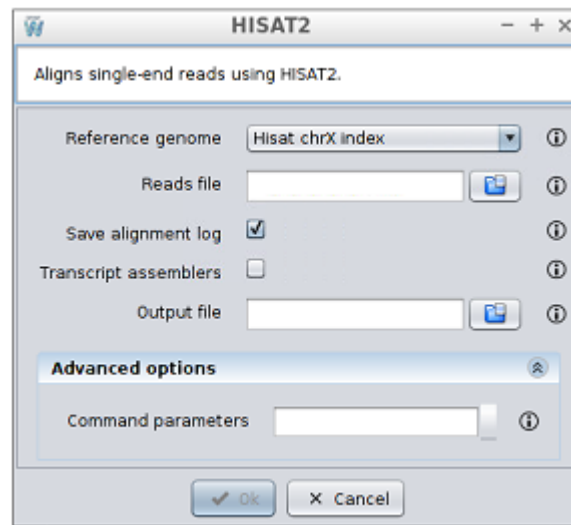 HISAT2
Aligns single-end reads using HISAT2.
Reference genome Hisat chrX index
Reads file
Save alignment log
Transcript assemblers
Output file
Advanced options
Command parameters
Ok Cancel